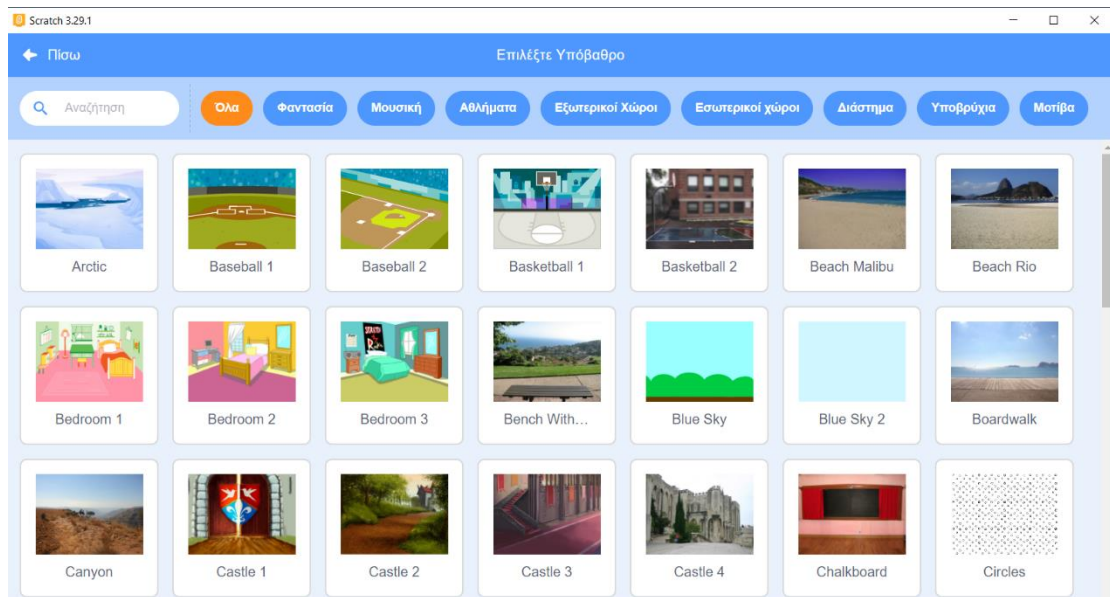 Scratch 3.29.1
Πίσω
Επιλέξτε Υπόβαθρο
Αναζήτηση
Όλα
Φαντασία
Μουσική
Αθλήματα
Εξωτερικοί Χώροι
Εσωτερικοί χώροι
Διάστημα
Υποβρύχια
Μοτίβα
Arctic
Baseball 1
Baseball 2
Basketball 1
Basketball 2
Beach Malibu
Beach Rio
Bedroom 1
Bedroom 2
Bedroom 3
Bench With...
Blue Sky
Blue Sky 2
Boardwalk
Canyon
Castle 1
Castle 2
Castle 3
Castle 4
Chalkboard
Circles